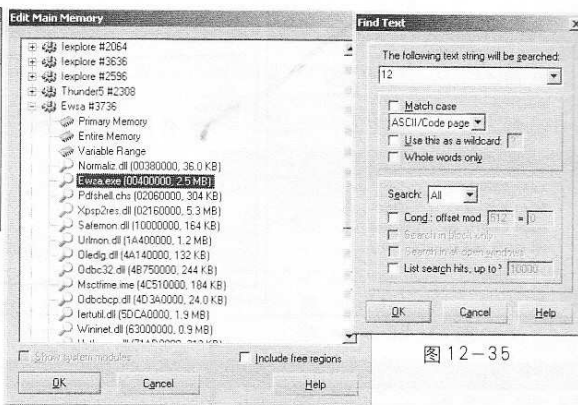 Edit Main Memory
Iexplore #2064
Iexplore #3636
Iexplore #2596
Thunder5 #2308
Ewsa #3736
Primary Memory
Entire Memory
Variable Range
Normaliz.dll (00380000, 36.0 KB)
Ewsa.exe (00400000, 2.5 MB)
Pdfshell.chs (02060000, 304 KB)
Xpsp2res.dll (02160000, 5.3 MB)
Safemon.dll (10000000, 164 KB)
Urlmon.dll (1A400000, 1.2 MB)
Oledlg.dll (4A140000, 132 KB)
Odbc32.dll (4B750000, 244 KB)
Msctfime.ime (4C510000, 184 KB)
Odbcbcp.dll (4D3A0000, 24.0 KB)
Iertutil.dll (5DCA0000, 1.9 MB)
Wininet.dll (63000000, 0.9 MB)
Show system modules
Include free regions
OK
Cancel
Help
Find Text
The following text string will be searched:
12
Match case
ASCII/Code page
Use this as a wildcard:
Whole words only
Search: All
Cond.: offset mod 512 = 0
Search in block only
Search in all open windows
List search hits, up to 10000
OK
Cancel
Help
图 12-35